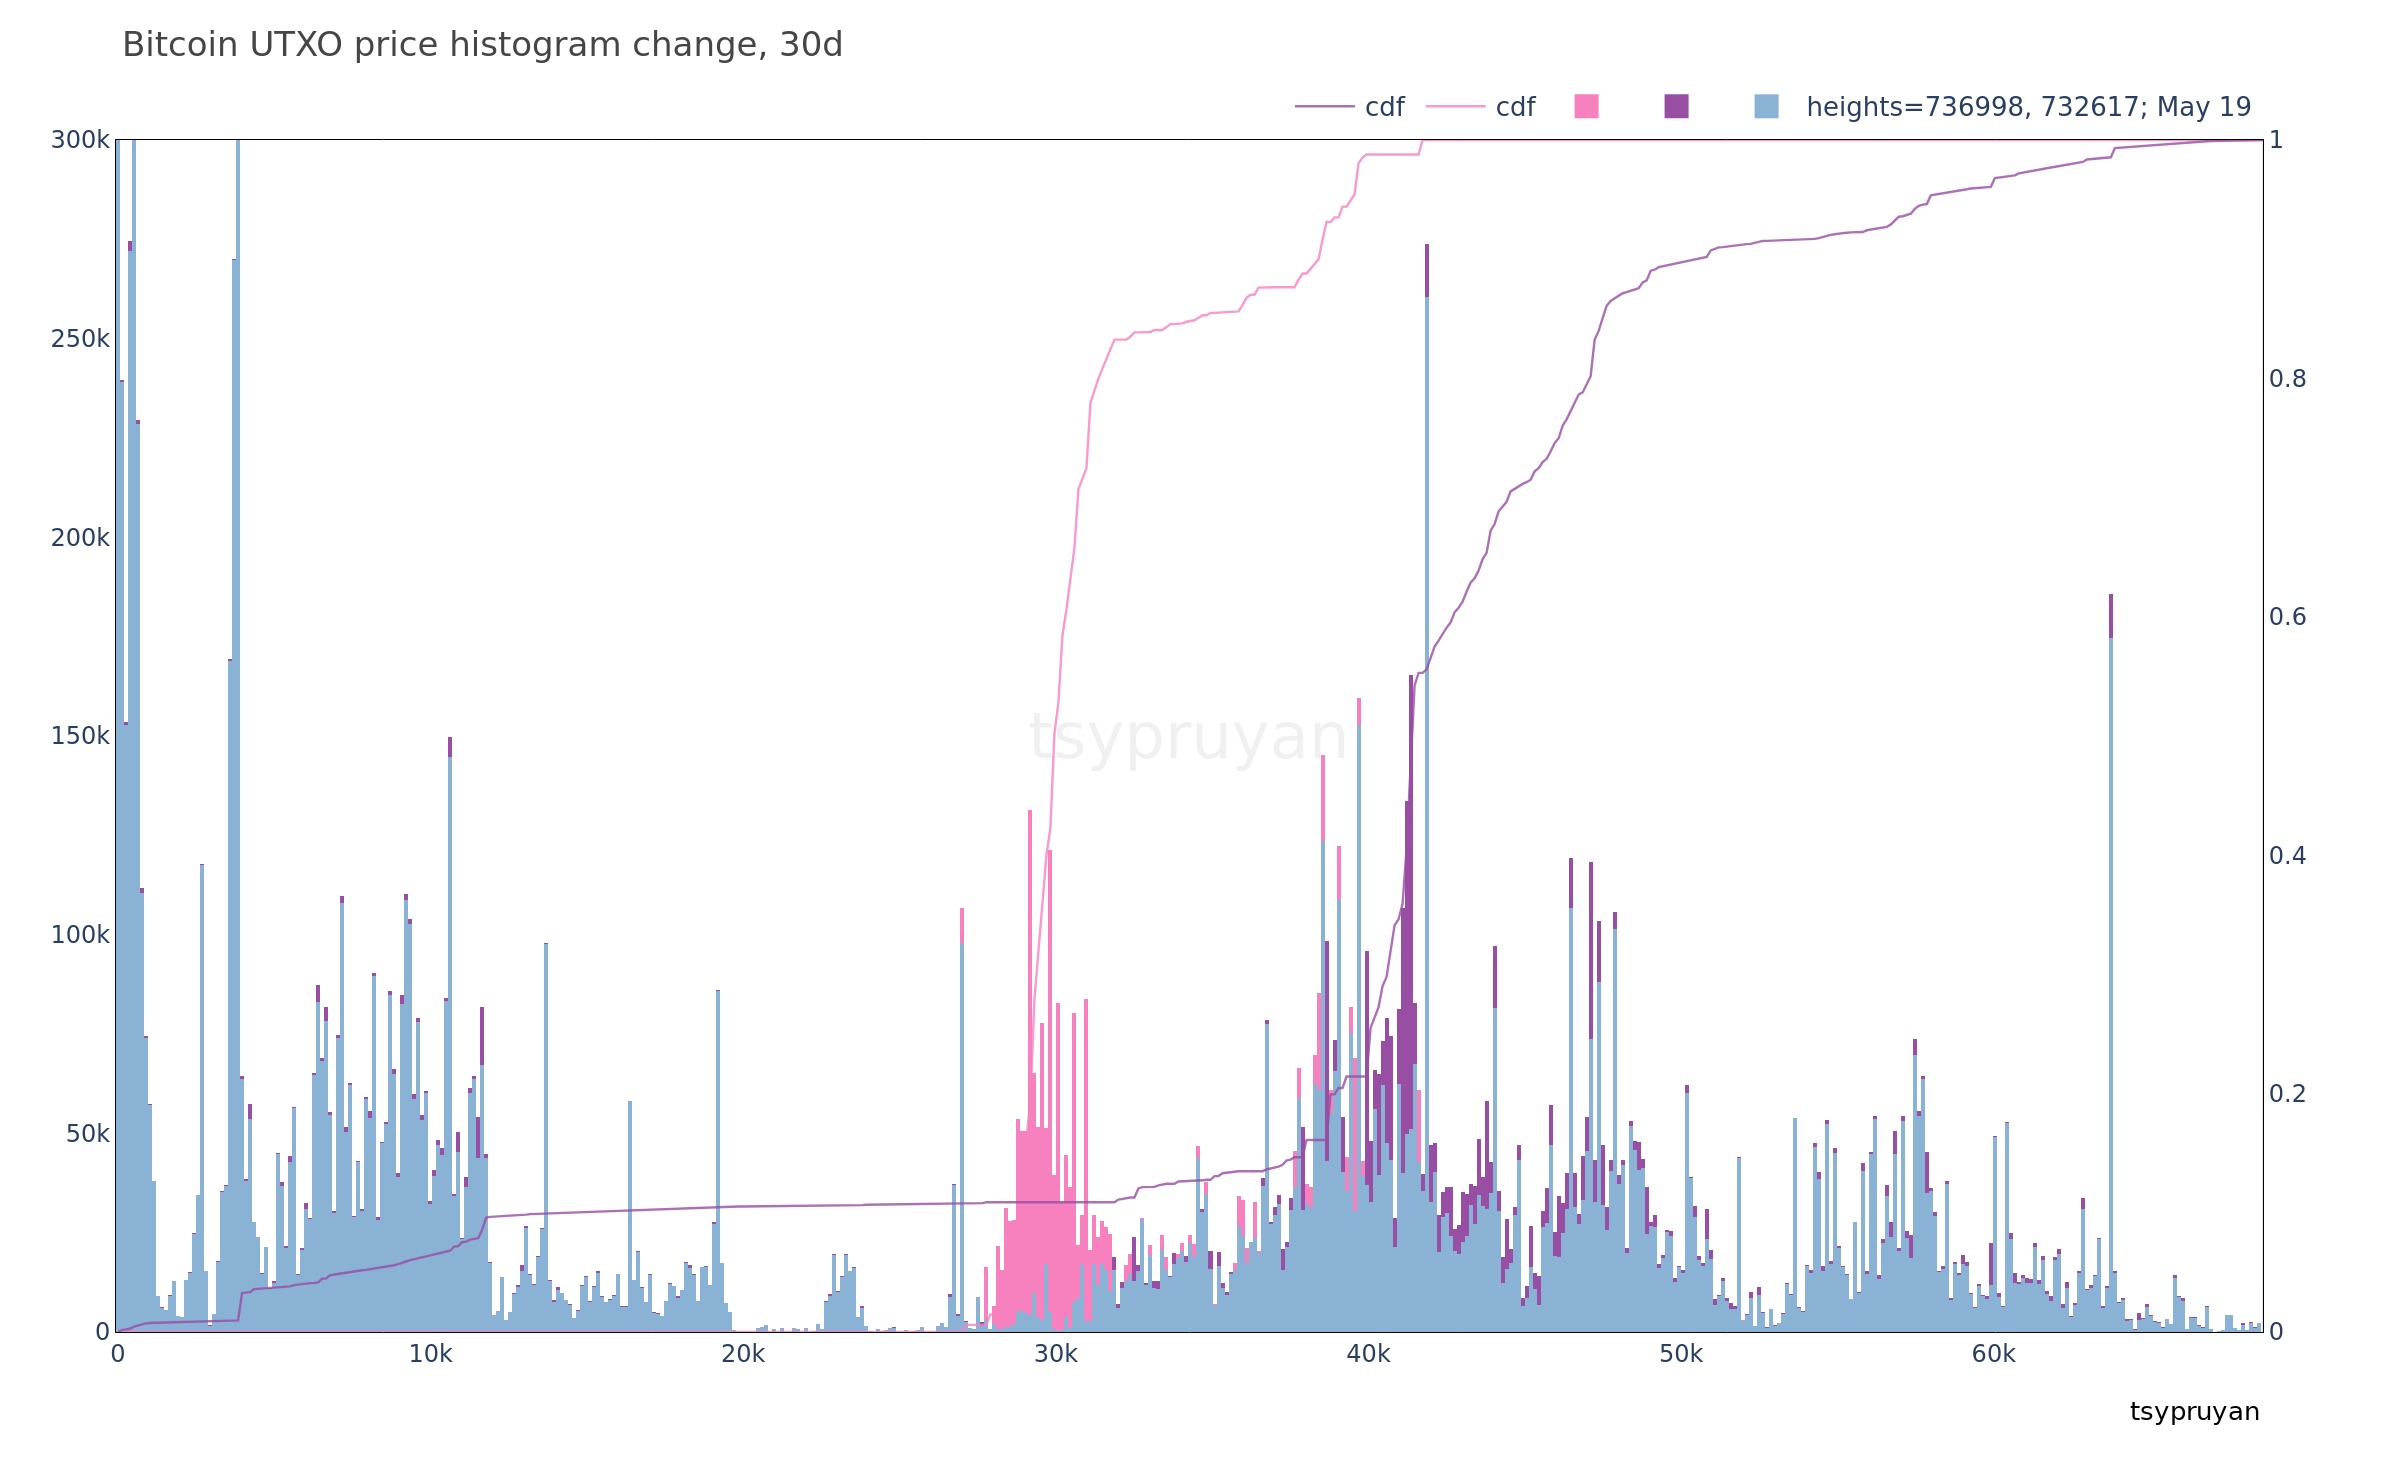 Bitcoin UTXO price histogram change, 30d
cdf cdf heights=736998, 732617; May 19
300k 1
250k
0.8
200k
0.6
150k
tsypruyan
0.4
100k
0.2
50k
0 0
0 10k 20k 30k 40k 50k 60k
tsypruyan